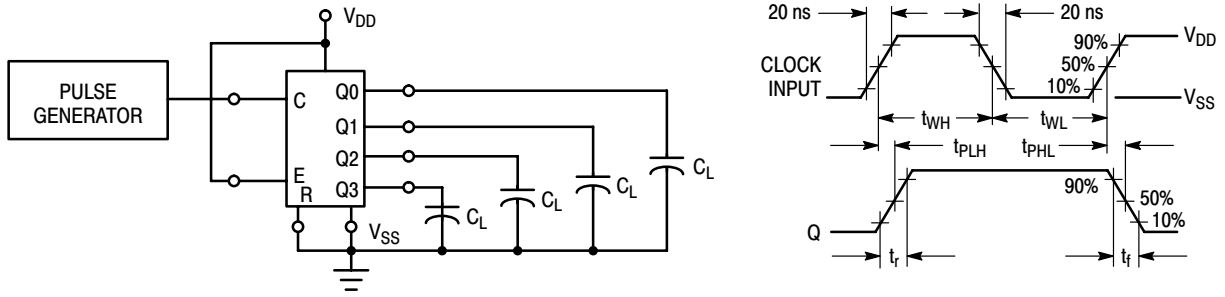 VDD
PULSE
GENERATOR
C
E
R
Q0
Q1
Q2
Q3
VSS
CL
CL
CL
CL
20 ns
20 ns
CLOCK
INPUT
90%
50%
10%
VDD
VSS
tWH
tWL
tPLH
tPHL
Q
90%
50%
10%
tr
tf